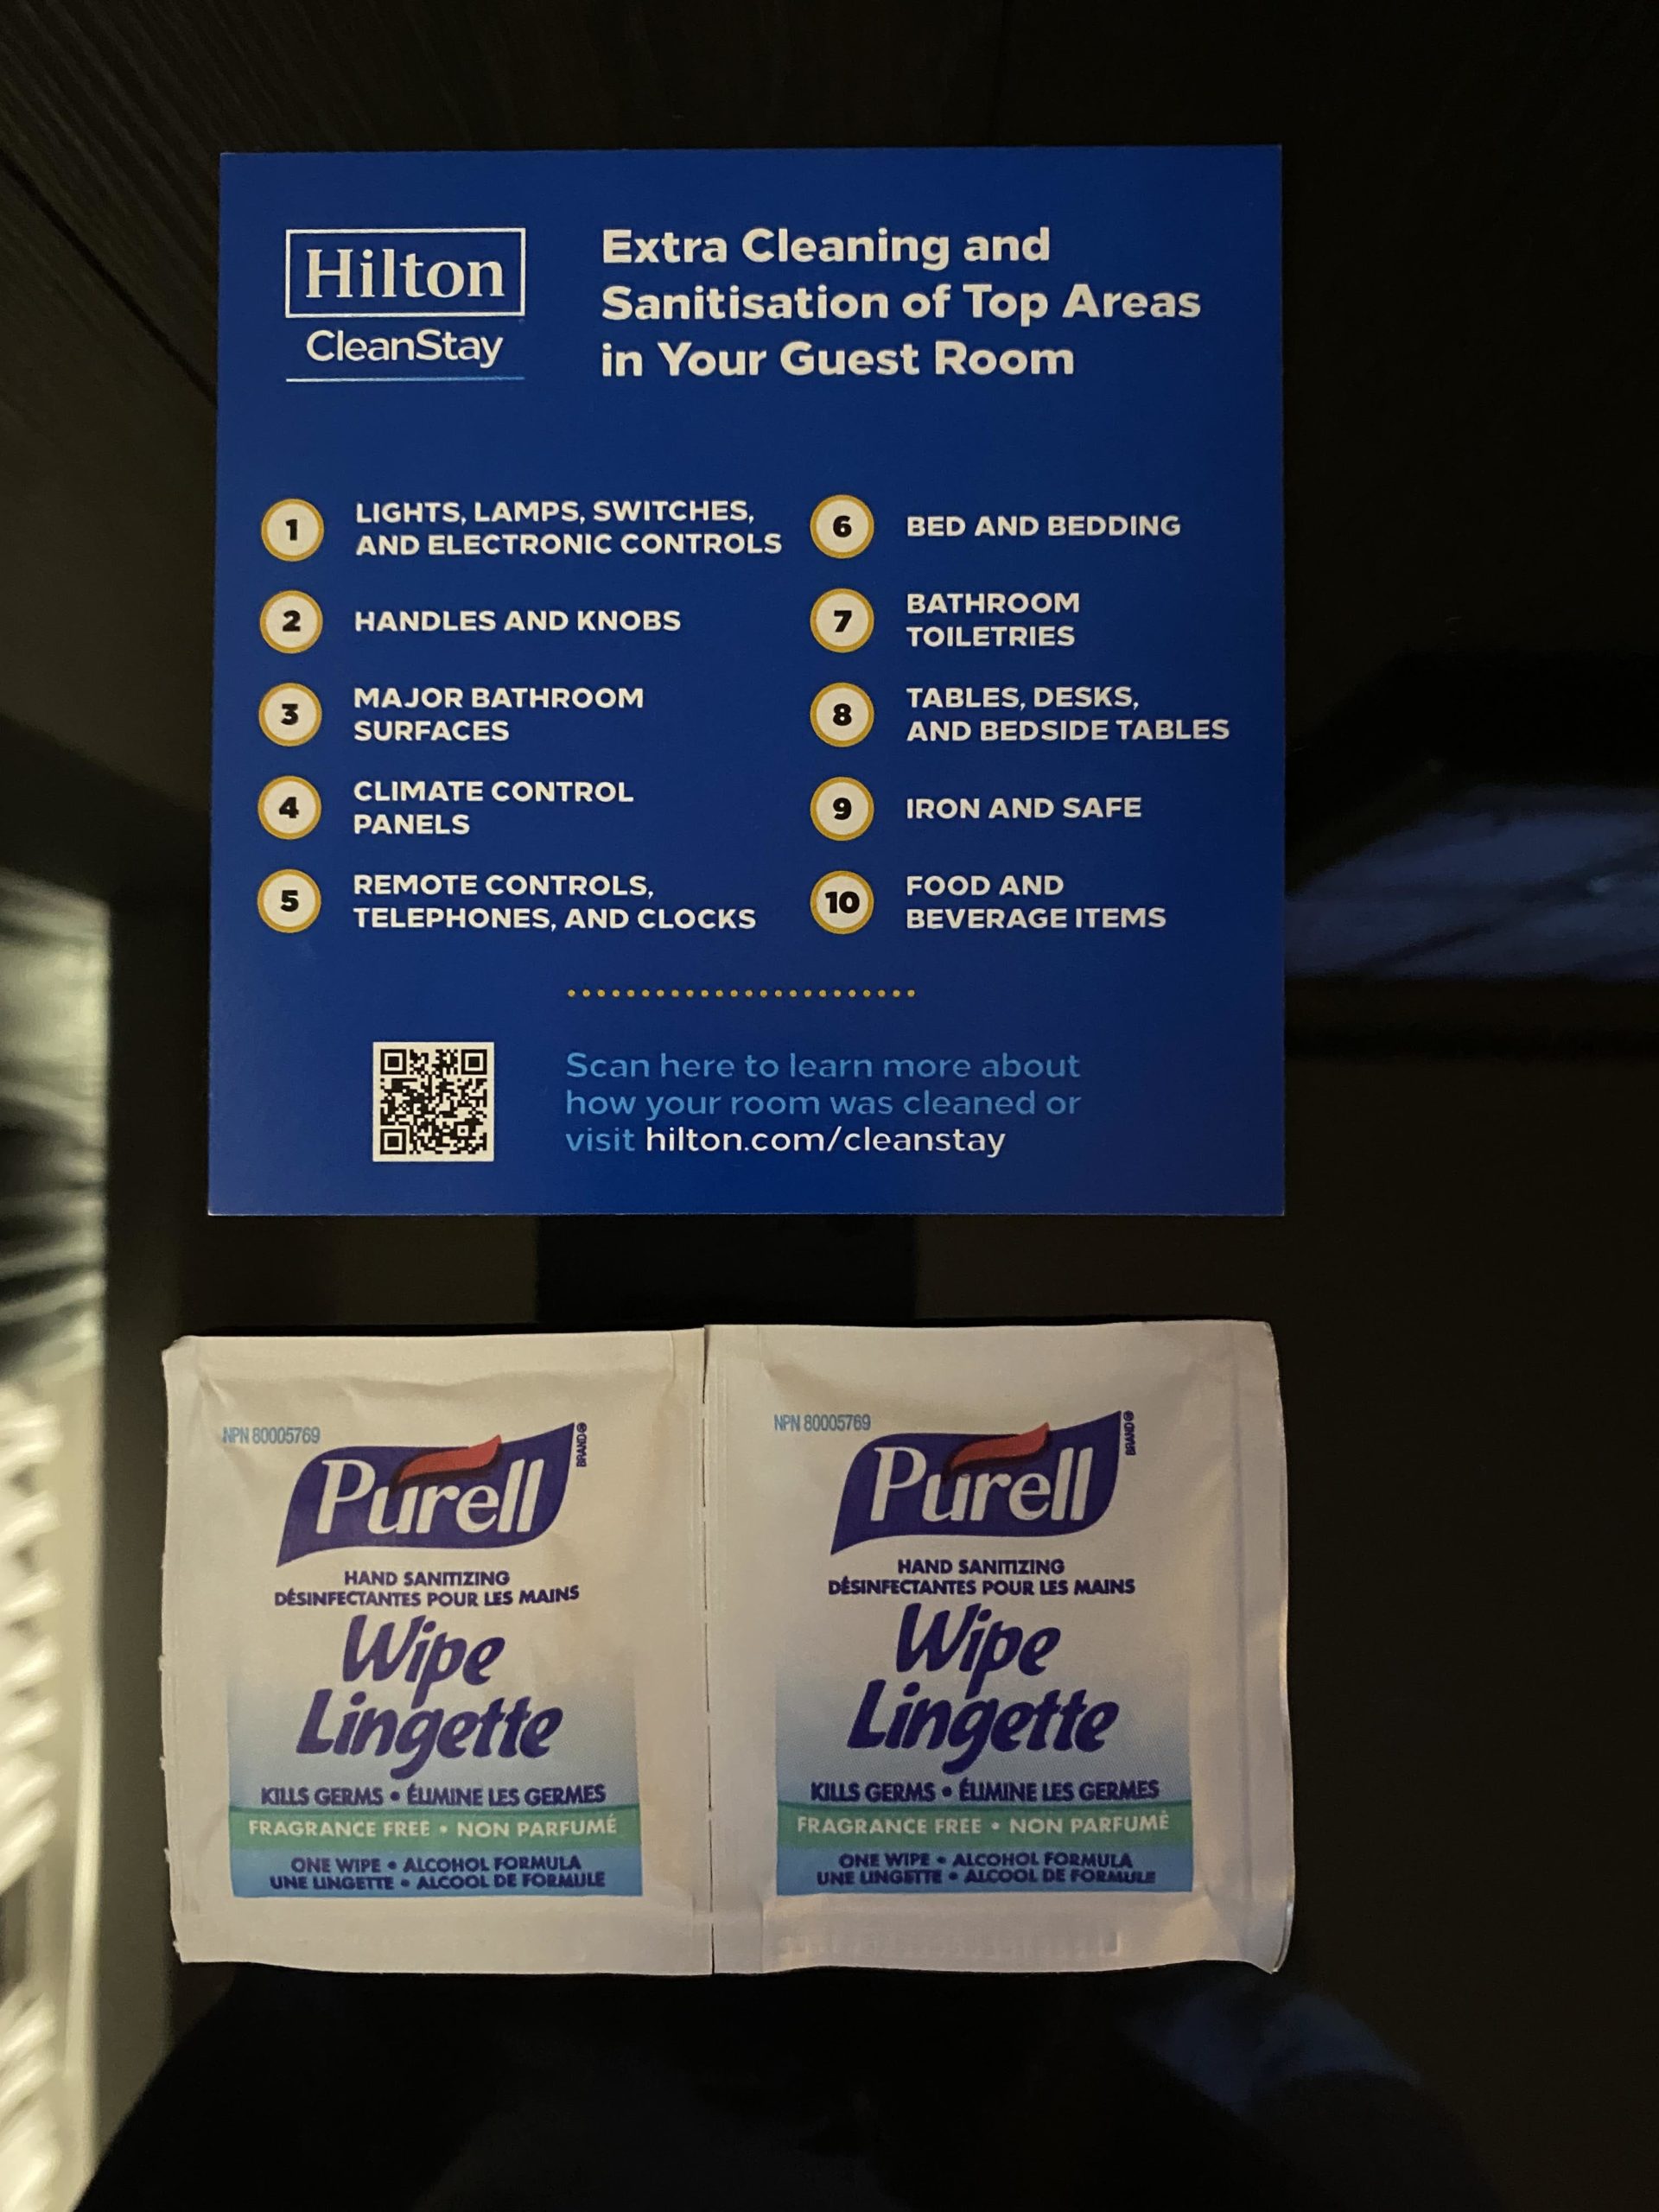 Hilton
CleanStay
Extra Cleaning and
Sanitisation of Top Areas
in Your Guest Room
1
LIGHTS, LAMPS, SWITCHES,
AND ELECTRONIC CONTROLS
2
HANDLES AND KNOBS
3
MAJOR BATHROOM
SURFACES
4
CLIMATE CONTROL
PANELS
5
REMOTE CONTROLS,
TELEPHONES, AND CLOCKS
6
BED AND BEDDING
7
BATHROOM
TOILETRIES
8
TABLES, DESKS,
AND BEDSIDE TABLES
9
IRON AND SAFE
10
FOOD AND
BEVERAGE ITEMS
Scan here to learn more about
how your room was cleaned or
visit hilton.com/cleanstay
NPN 80005769
Purell
BRAND®
HAND SANITIZING
DÉSINFECTANTES POUR LES MAINS
Wipe
Lingette
KILLS GERMS • ÉLIMINE LES GERMES
FRAGRANCE FREE • NON PARFUMÉ
ONE WIPE • ALCOHOL FORMULA
UNE LINGETTE • ALCOOL DE FORMULE
NPN 80005769
Purell
BRAND®
HAND SANITIZING
DÉSINFECTANTES POUR LES MAINS
Wipe
Lingette
KILLS GERMS • ÉLIMINE LES GERMES
FRAGRANCE FREE • NON PARFUMÉ
ONE WIPE • ALCOHOL FORMULA
UNE LINGETTE • ALCOOL DE FORMULE